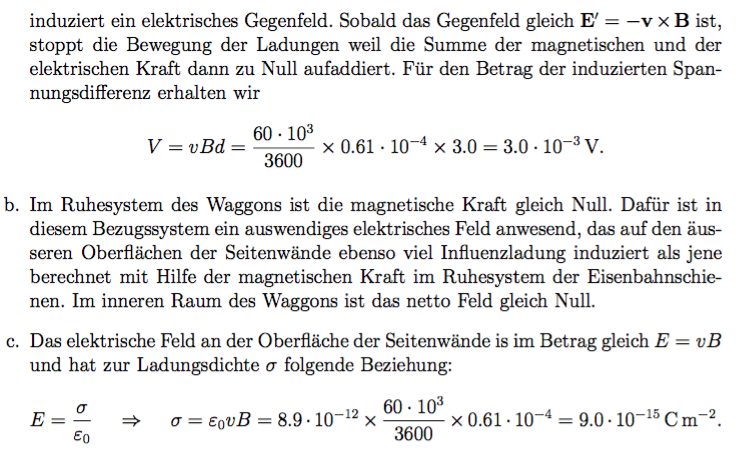 induziert ein elektrisches Gegenfeld. Sobald das Gegenfeld gleich E′ = −v × B ist,
stoppt die Bewegung der Ladungen weil die Summe der magnetischen und der
elektrischen Kraft dann zu Null aufaddiert. Für den Betrag der induzierten Span-
nungsdifferenz erhalten wir
V = vBd = \frac{60 · 10^3}{3600} × 0.61 · 10^{−4} × 3.0 = 3.0 · 10^{−3} V.
b. Im Ruhesystem des Waggons ist die magnetische Kraft gleich Null. Dafür ist in
diesem Bezugssystem ein auswendiges elektrisches Feld anwesend, das auf den äus-
seren Oberflächen der Seitenwände ebenso viel Influenzladung induziert als jene
berechnet mit Hilfe der magnetischen Kraft im Ruhesystem der Eisenbahnschie-
nen. Im inneren Raum des Waggons ist das netto Feld gleich Null.
c. Das elektrische Feld an der Oberfläche der Seitenwände is im Betrag gleich E = vB
und hat zur Ladungsdichte σ folgende Beziehung:
E = \frac{σ}{ε_0} ⇒ σ = ε_0vB = 8.9 · 10^{−12} × \frac{60 · 10^3}{3600} × 0.61 · 10^{−4} = 9.0 · 10^{−15} C m^{−2}.